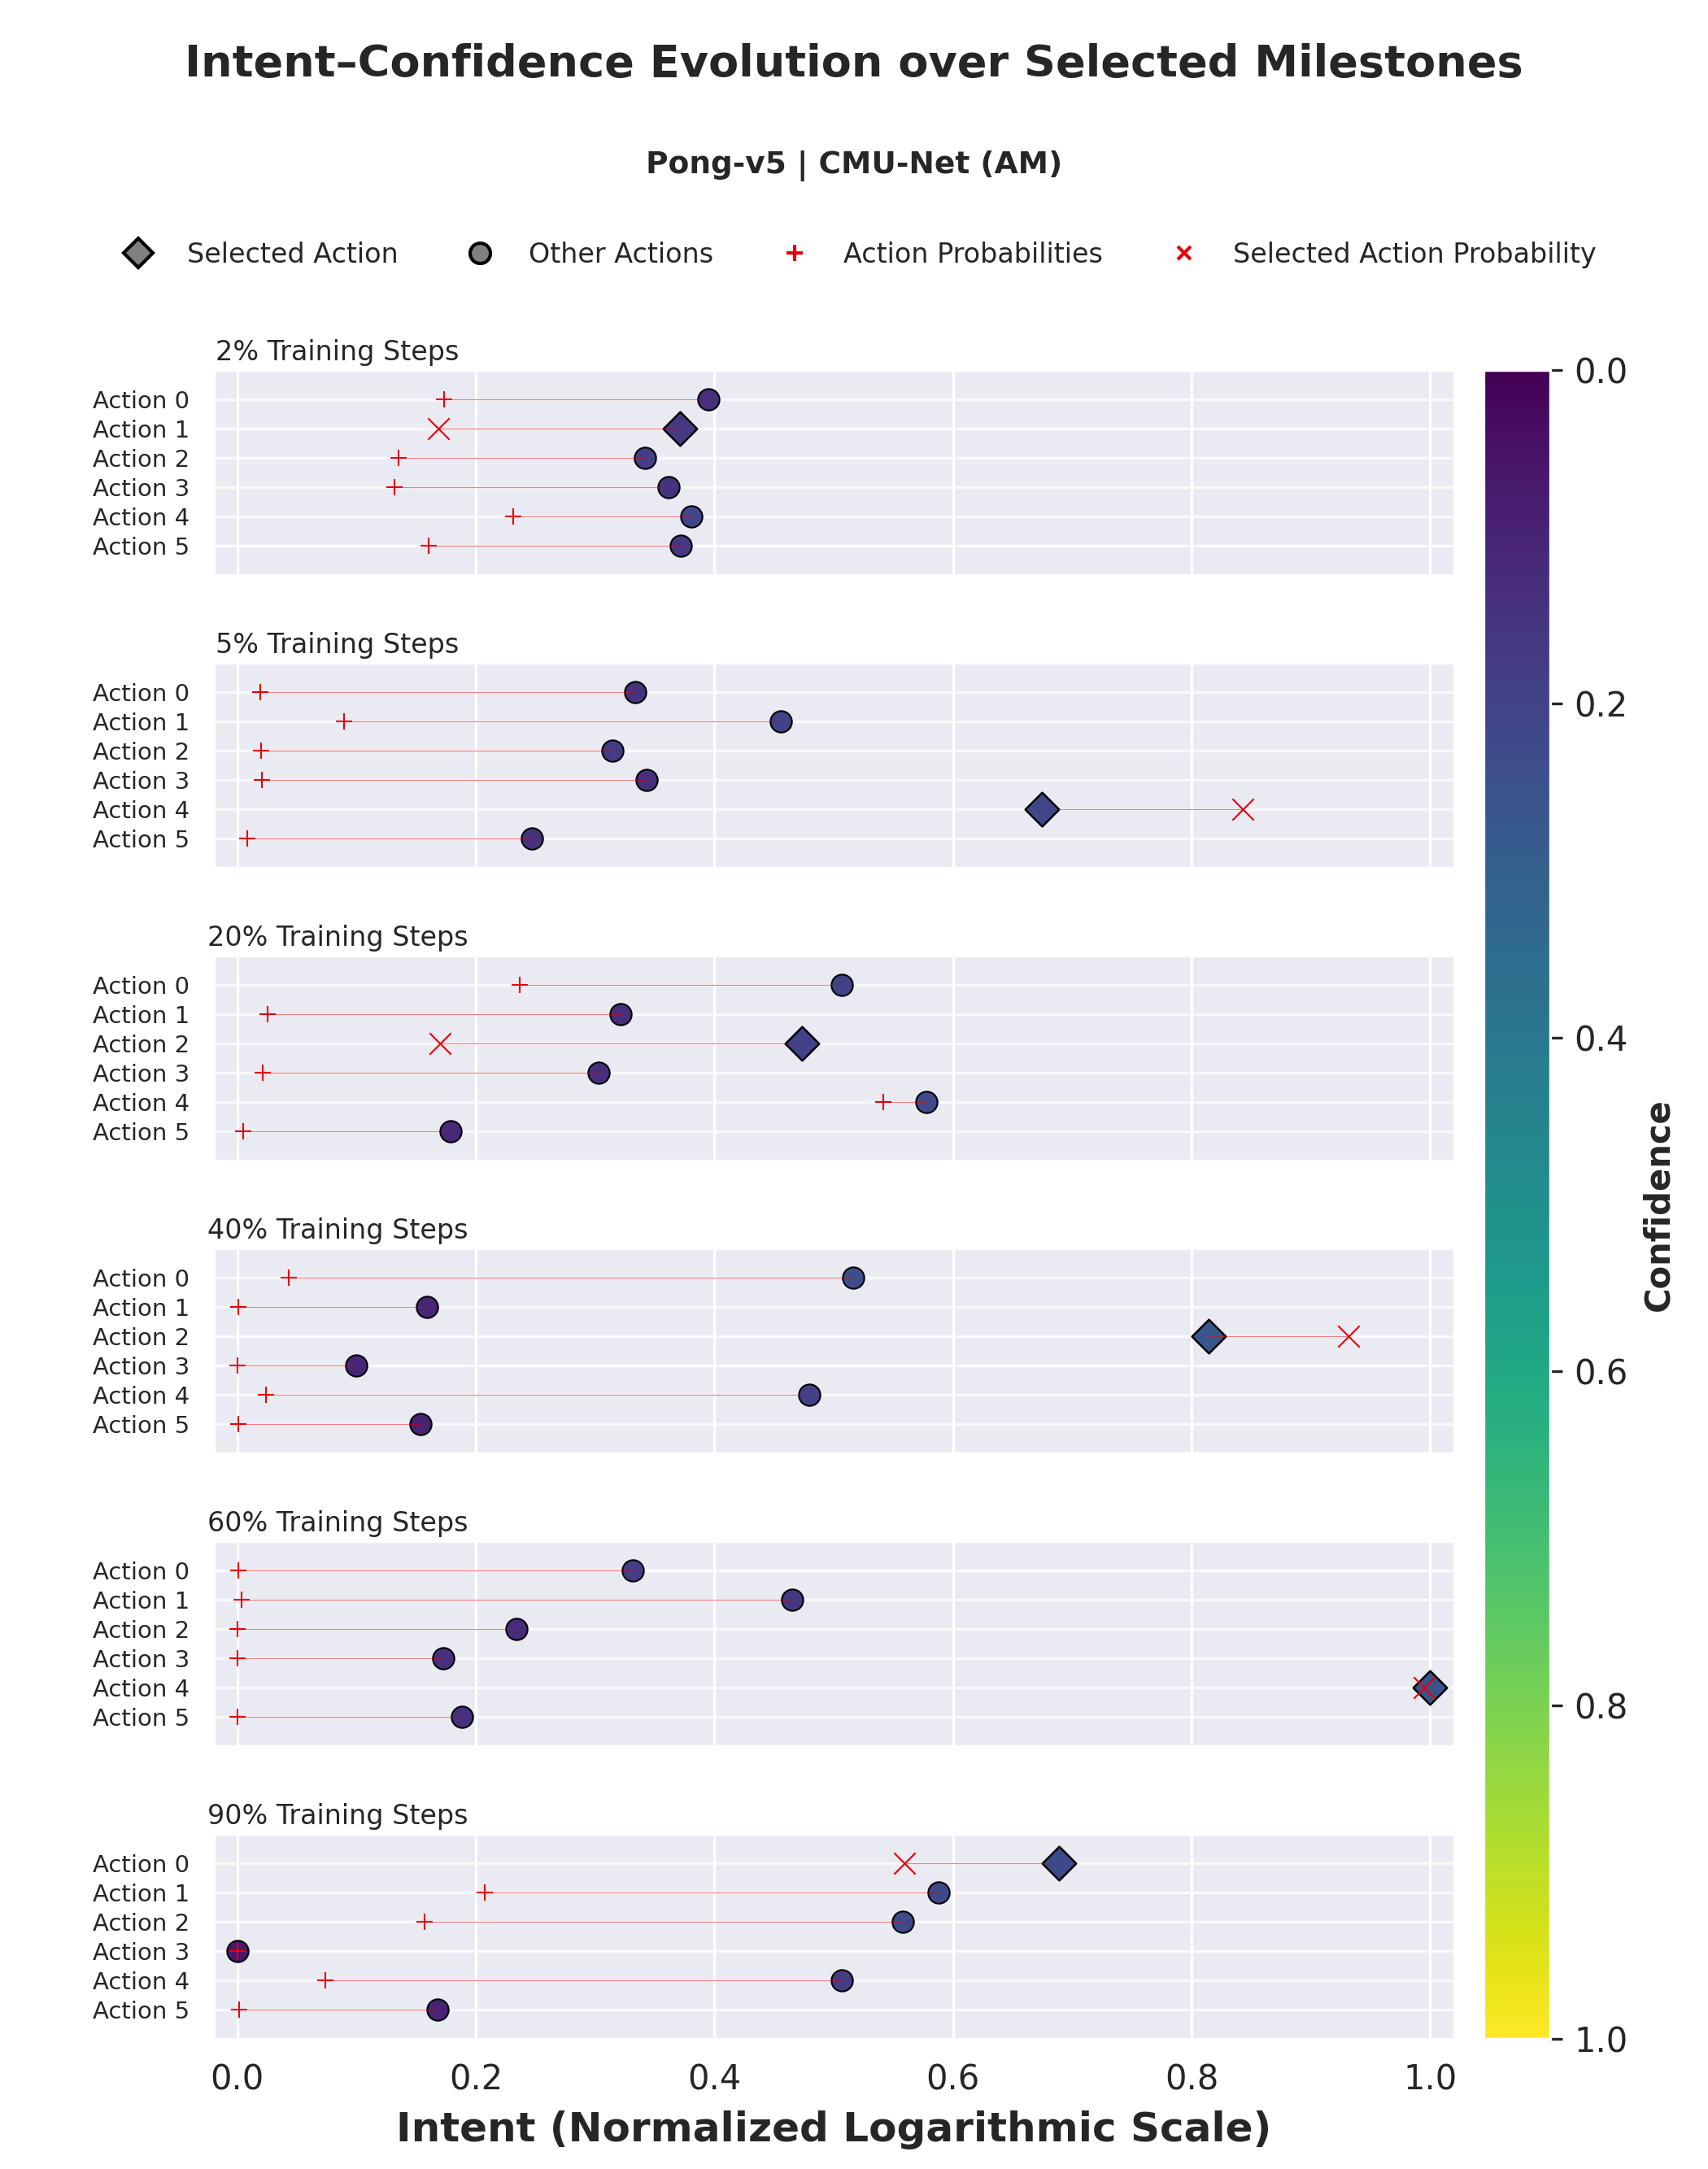 Intent–Confidence Evolution over Selected Milestones
Pong-v5 | CMU-Net (AM)
Selected Action Other Actions Action Probabilities Selected Action Probability
2% Training Steps
Action 0
Action 1
Action 2
Action 3
Action 4
Action 5
5% Training Steps
Action 0
Action 1
Action 2
Action 3
Action 4
Action 5
20% Training Steps
Action 0
Action 1
Action 2
Action 3
Action 4
Action 5
40% Training Steps
Action 0
Action 1
Action 2
Action 3
Action 4
Action 5
60% Training Steps
Action 0
Action 1
Action 2
Action 3
Action 4
Action 5
90% Training Steps
Action 0
Action 1
Action 2
Action 3
Action 4
Action 5
0.0 0.2 0.4 0.6 0.8 1.0
Intent (Normalized Logarithmic Scale)
0.0
0.2
0.4
0.6
0.8
1.0
Confidence